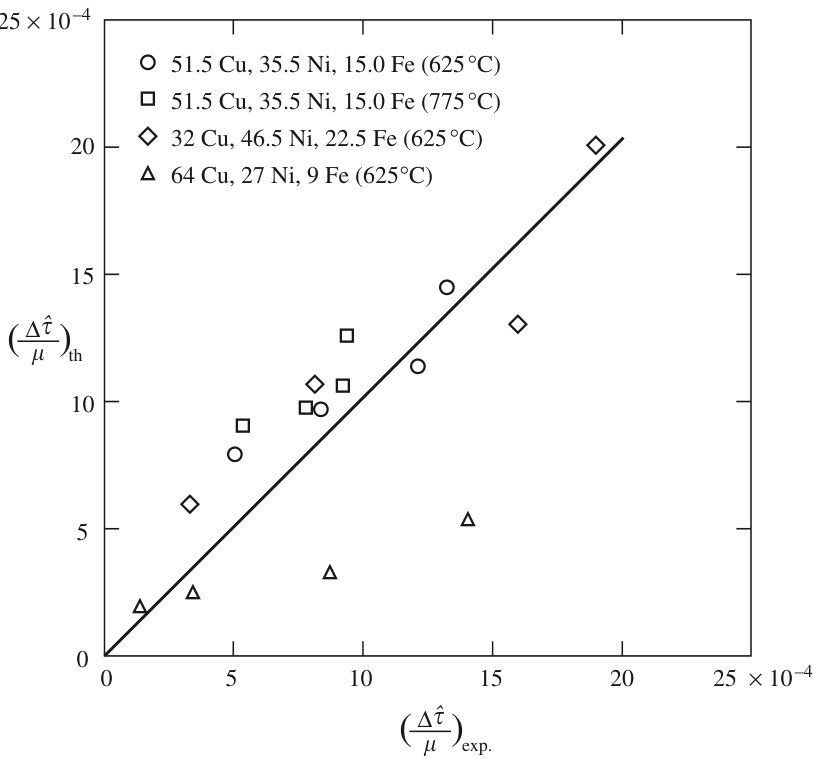 25 × 10⁻⁴
51.5 Cu, 35.5 Ni, 15.0 Fe (625 °C)
51.5 Cu, 35.5 Ni, 15.0 Fe (775 °C)
32 Cu, 46.5 Ni, 22.5 Fe (625 °C)
64 Cu, 27 Ni, 9 Fe (625°C)
20
15
(Δτ̂/μ)th
10
5
0
0 5 10 15 20 25 × 10⁻⁴
(Δτ̂/μ)exp.